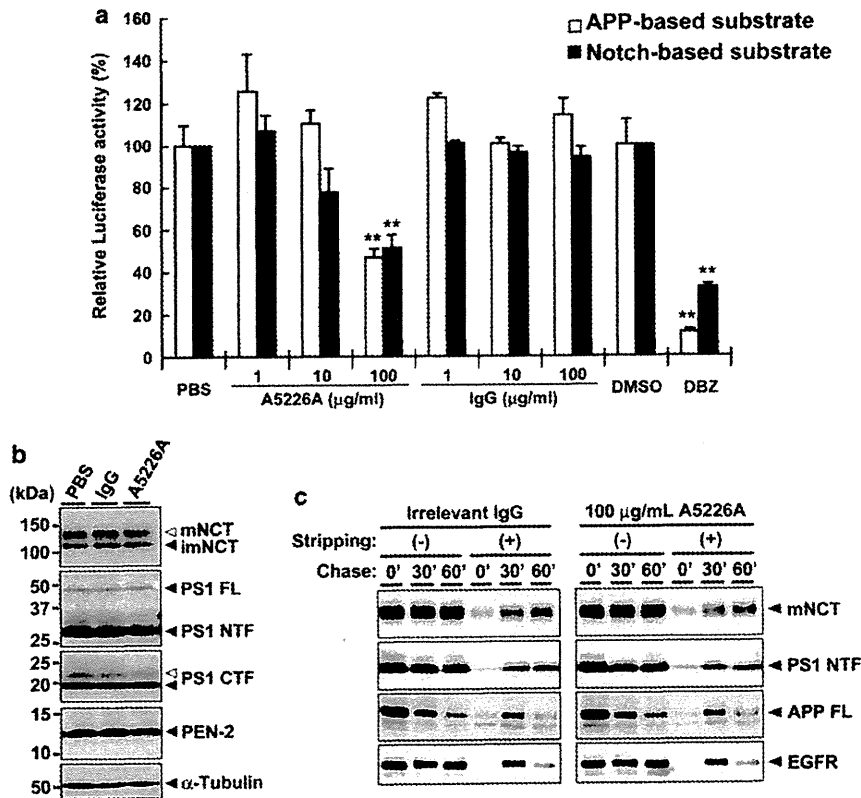 a
160
140
120
100
80
60
40
20
0
Relative Luciferase activity (%)
APP-based substrate
Notch-based substrate
** **
** **
PBS 1 10 100 1 10 100 DMSO DBZ
A5226A (μg/ml) IgG (μg/ml)
b
(kDa) PBS IgG A5226A
150 mNCT
100 imNCT
50 PS1 FL
37
PS1 NTF
25
25
PS1 CTF
20
15
PEN-2
10
50 α-Tubulin
c
Irrelevant IgG 100 μg/mL A5226A
Stripping: (-) (+) (-) (+)
Chase: 0' 30' 60' 0' 30' 60' 0' 30' 60' 0' 30' 60'
mNCT
PS1 NTF
APP FL
EGFR